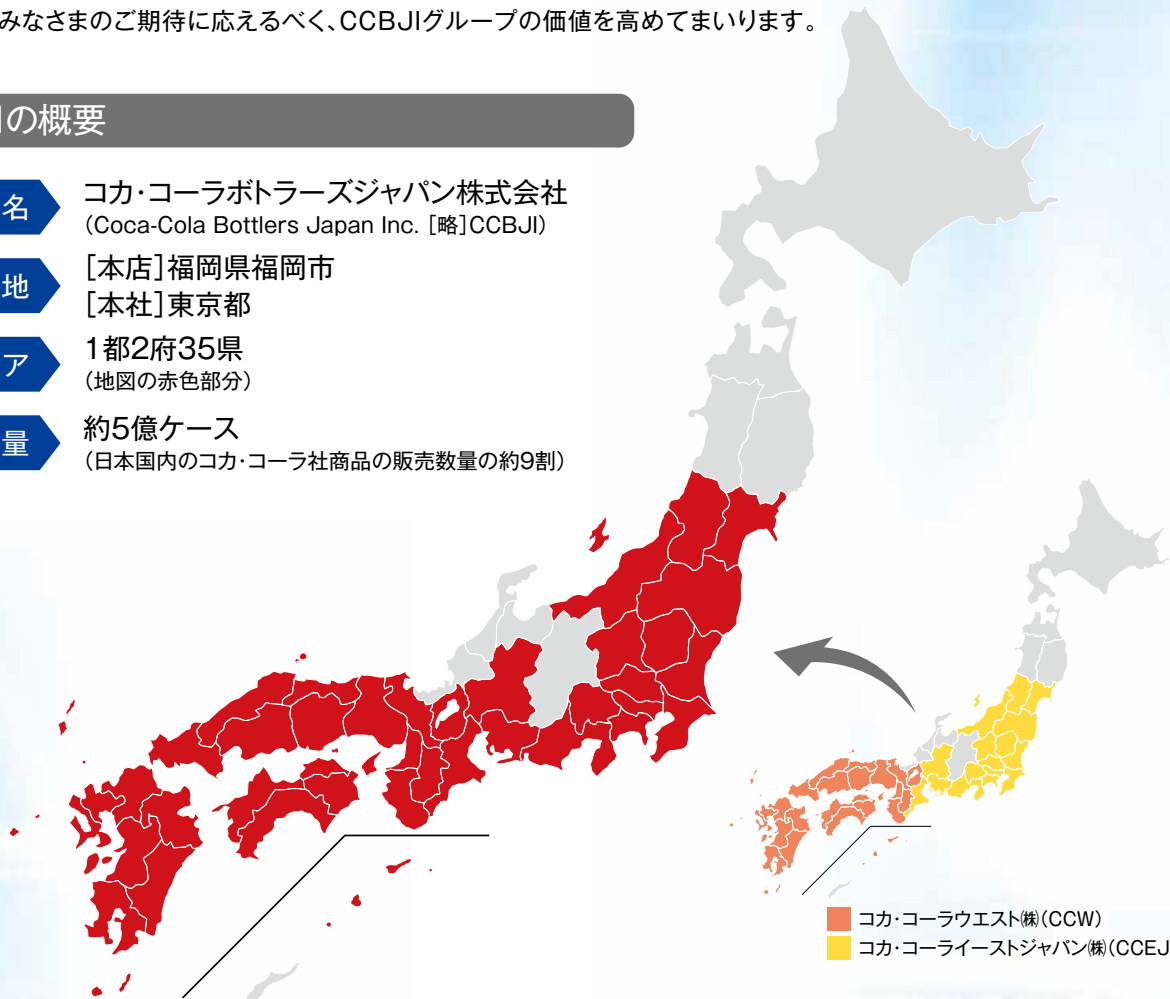 みなさまのご期待に応えるべく、CCBJIグループの価値を高めてまいります。
の概要
名
コカ・コーラボトラーズジャパン株式会社
（Coca-Cola Bottlers Japan Inc. [略]CCBJI）
地
[本店]福岡県福岡市
[本社]東京都
ア
1都2府35県
（地図の赤色部分）
量
約5億ケース
（日本国内のコカ・コーラ社商品の販売数量の約9割）
コカ・コーラウエスト㈱（CCW）
コカ・コーライーストジャパン㈱（CCEJ